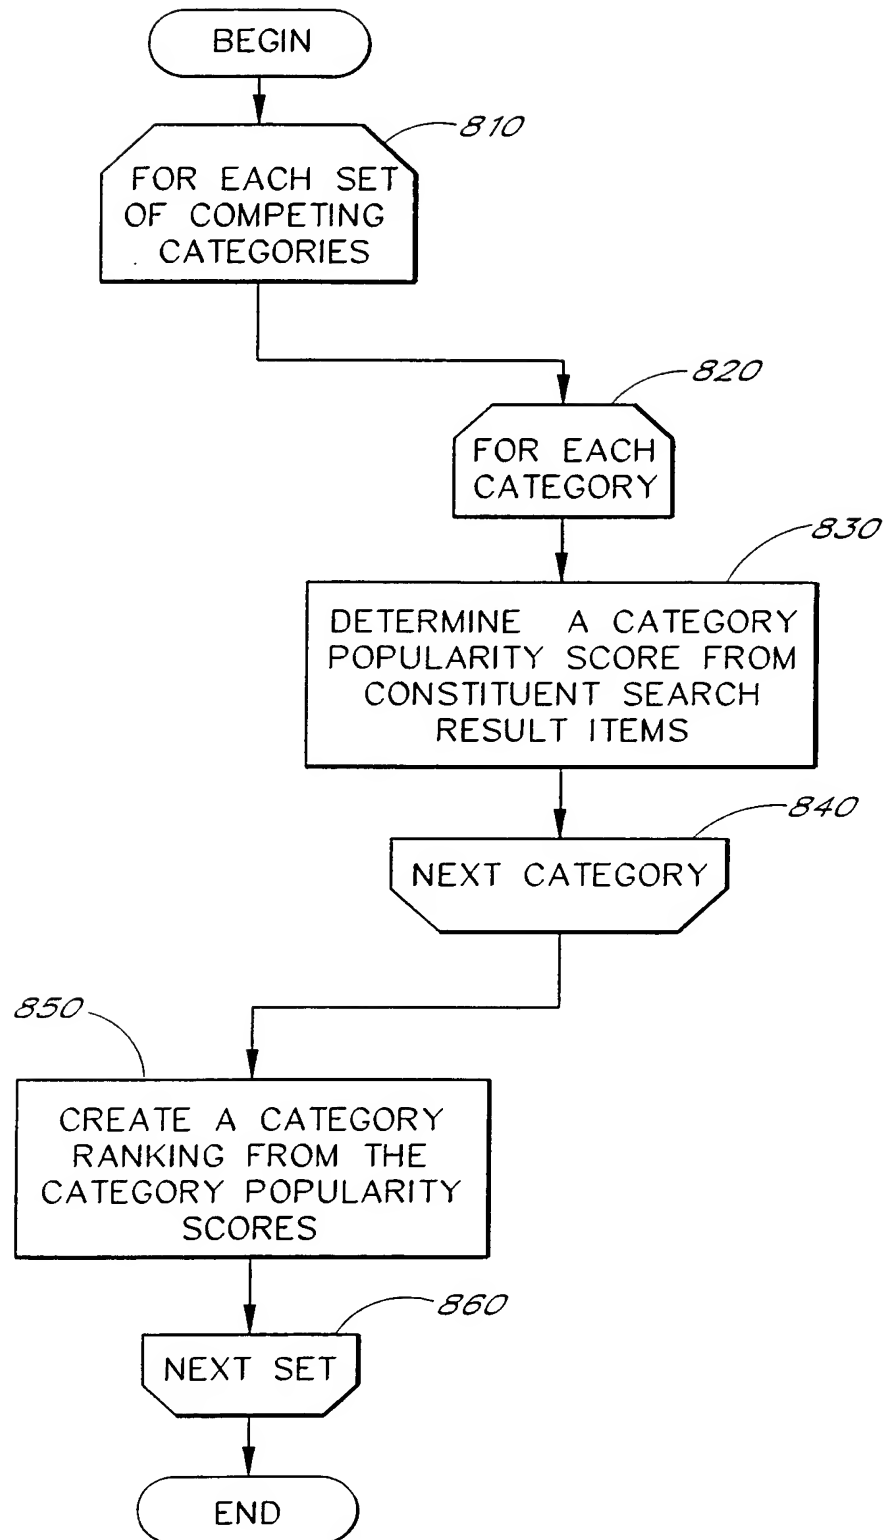 BEGIN
810
FOR EACH SET
OF COMPETING
CATEGORIES
820
FOR EACH
CATEGORY
830
DETERMINE A CATEGORY
POPULARITY SCORE FROM
CONSTITUENT SEARCH
RESULT ITEMS
840
NEXT CATEGORY
850
CREATE A CATEGORY
RANKING FROM THE
CATEGORY POPULARITY
SCORES
860
NEXT SET
END